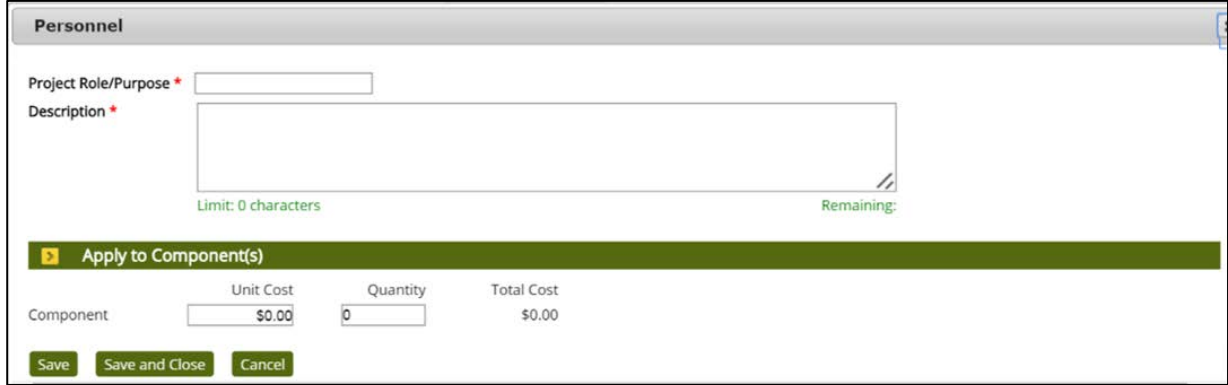 Personnel
Project Role/Purpose *
Description *
Limit: 0 characters Remaining:
Apply to Component(s)
Unit Cost Quantity Total Cost
Component $0.00 0 $0.00
Save Save and Close Cancel